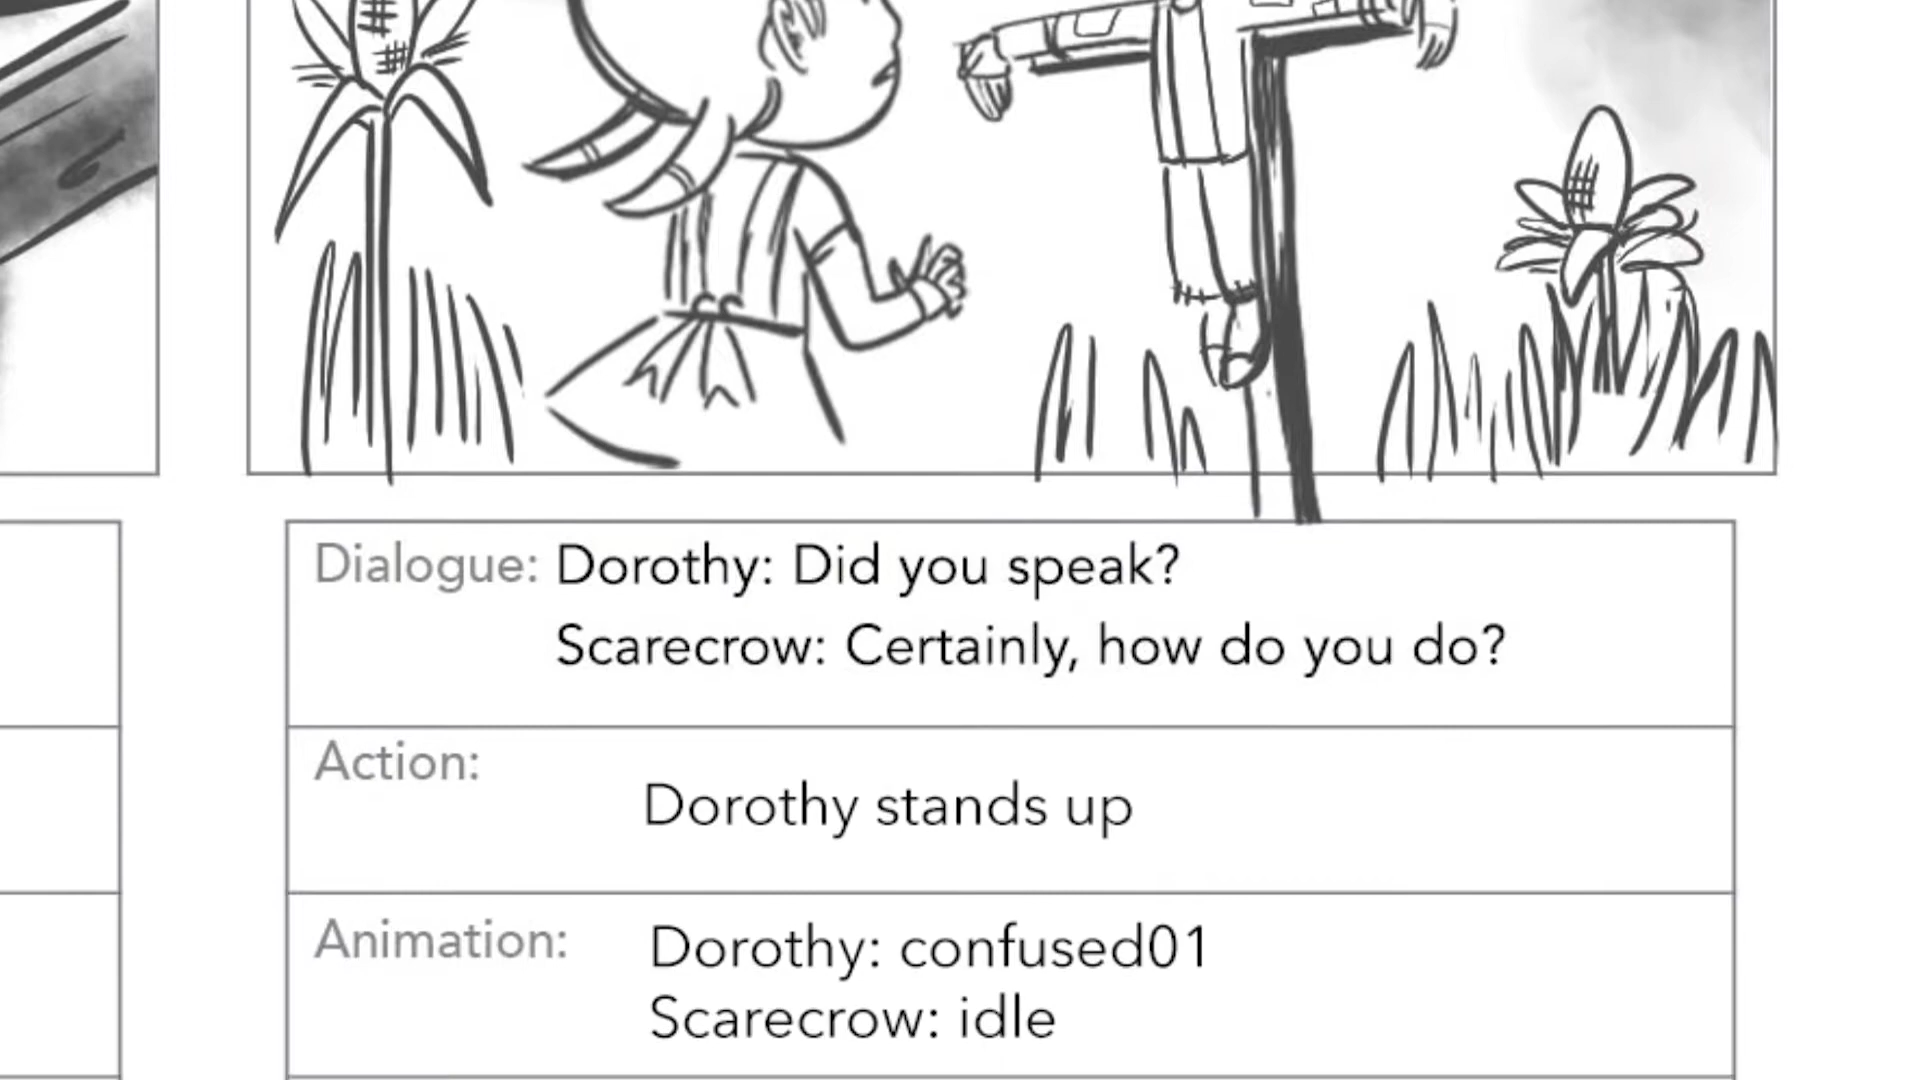 Dialogue: Dorothy: Did you speak?
Scarecrow: Certainly, how do you do?
Action:
Dorothy stands up
Animation: Dorothy: confused01
Scarecrow: idle